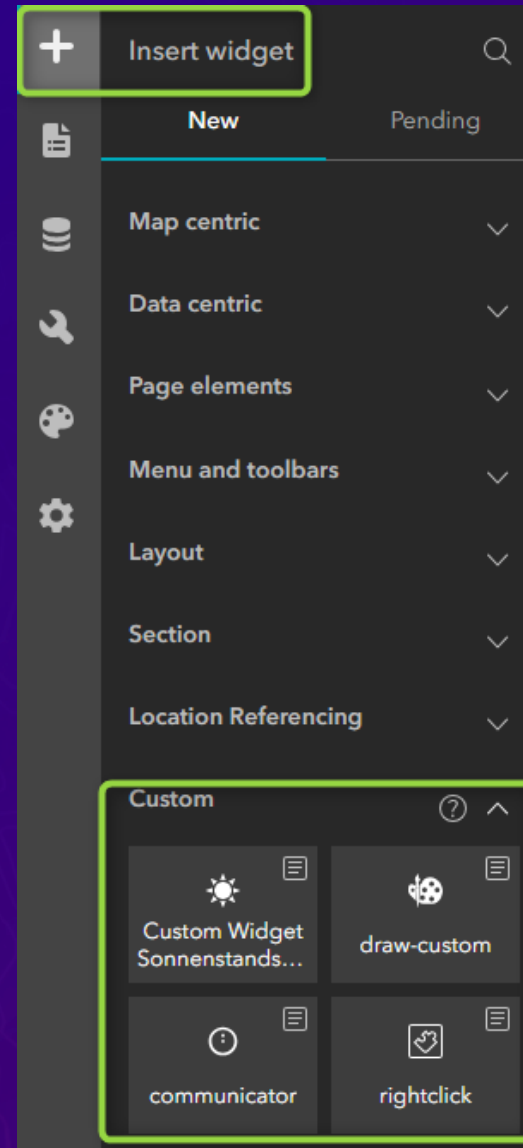 Insert widget
New Pending
Map centric
Data centric
Page elements
Menu and toolbars
Layout
Section
Location Referencing
Custom ?
Custom Widget
Sonnenstands...
draw-custom
communicator
rightclick